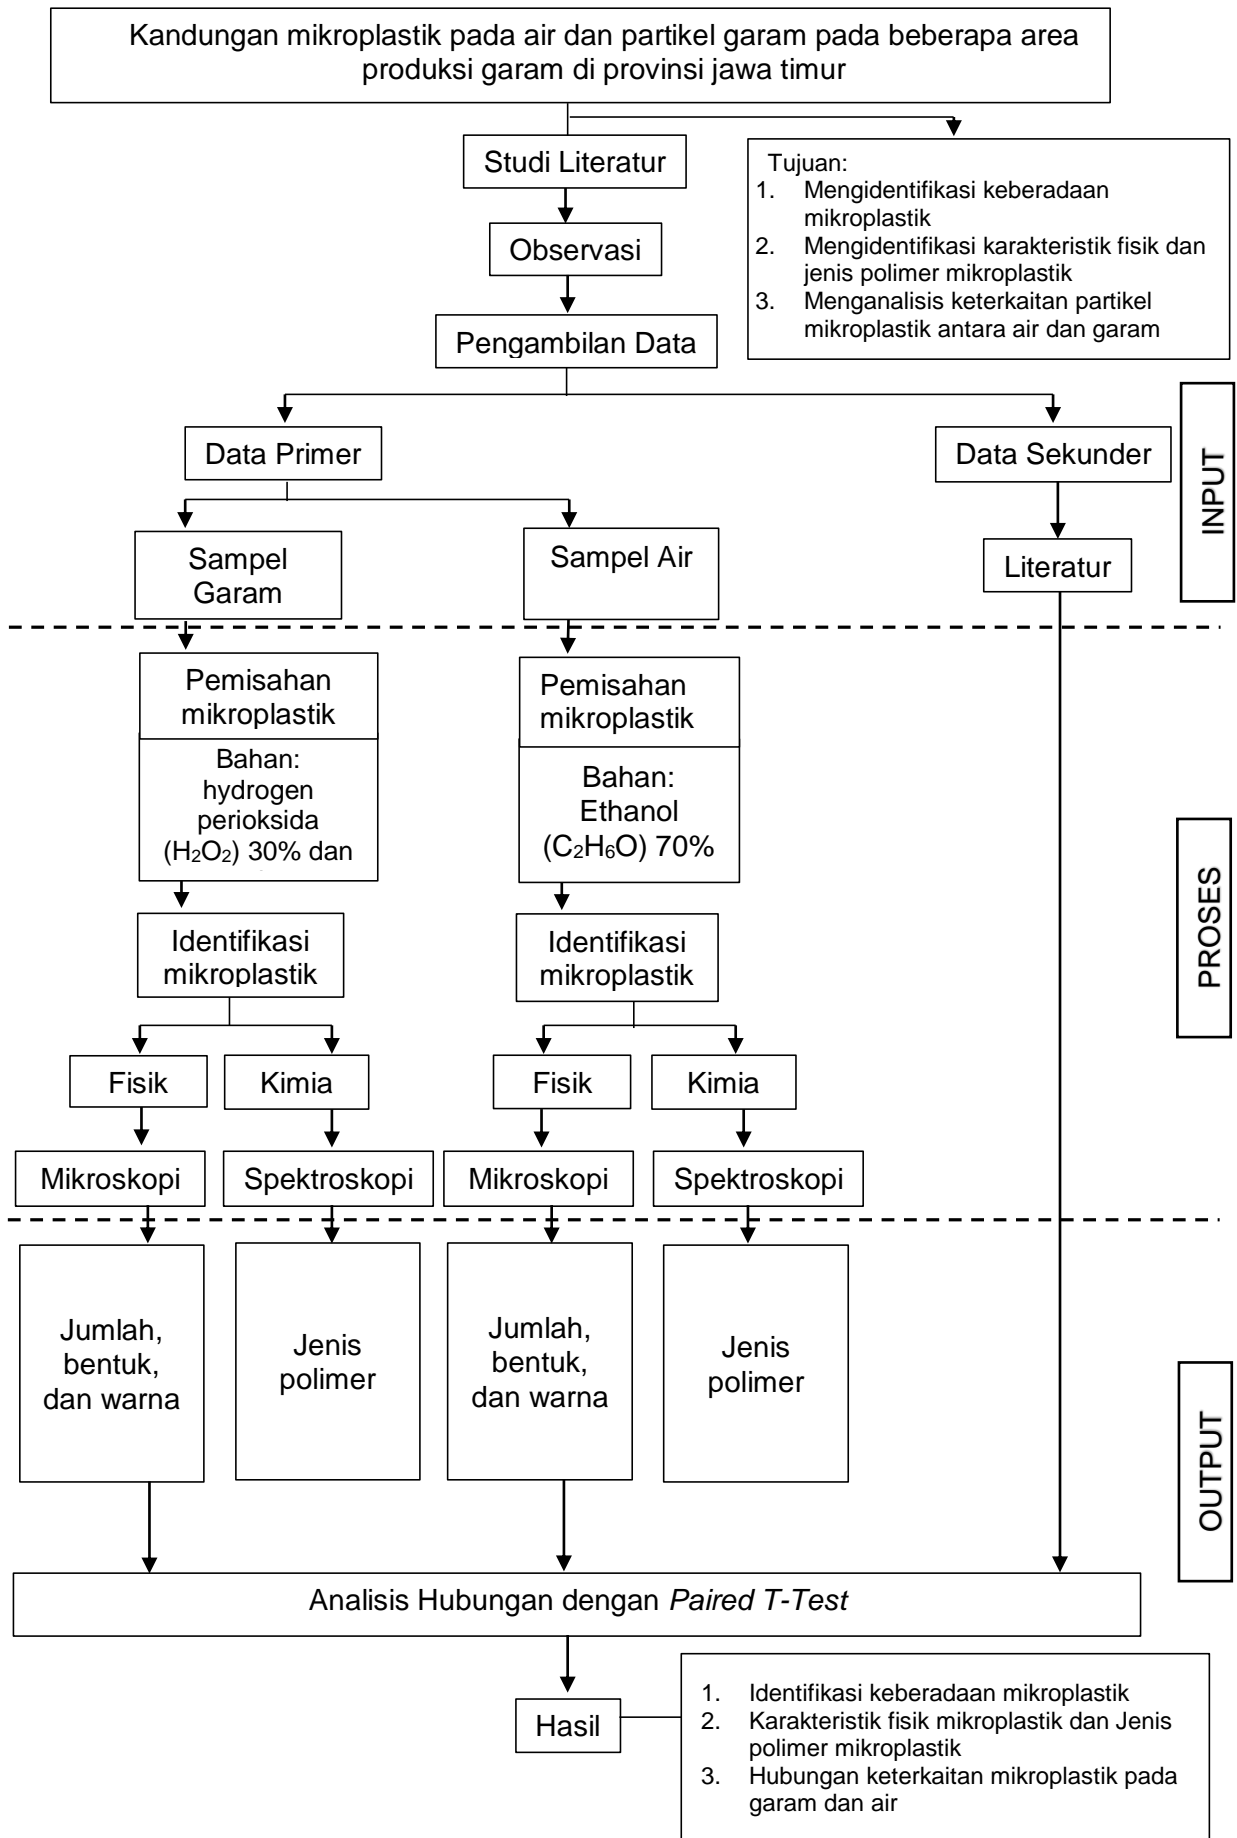 Kandungan mikroplastik pada air dan partikel garam pada beberapa area
produksi garam di provinsi jawa timur
Studi Literatur
Tujuan:
1. Mengidentifikasi keberadaan
mikroplastik
2. Mengidentifikasi karakteristik fisik dan
jenis polimer mikroplastik
3. Menganalisis keterkaitan partikel
mikroplastik antara air dan garam
Observasi
Pengambilan Data
INPUT
Data Primer
Data Sekunder
Sampel
Garam
Sampel Air
Literatur
PROSES
Pemisahan
mikroplastik
Bahan:
hydrogen
perioksida
(H₂O₂) 30% dan
Pemisahan
mikroplastik
Bahan:
Ethanol
(C₂H₆O) 70%
Identifikasi
mikroplastik
Identifikasi
mikroplastik
Fisik
Kimia
Fisik
Kimia
Mikroskopi
Spektroskopi
Mikroskopi
Spektroskopi
OUTPUT
Jumlah,
bentuk,
dan warna
Jenis
polimer
Jumlah,
bentuk,
dan warna
Jenis
polimer
Analisis Hubungan dengan Paired T-Test
Hasil
1. Identifikasi keberadaan mikroplastik
2. Karakteristik fisik mikroplastik dan Jenis
polimer mikroplastik
3. Hubungan keterkaitan mikroplastik pada
garam dan air